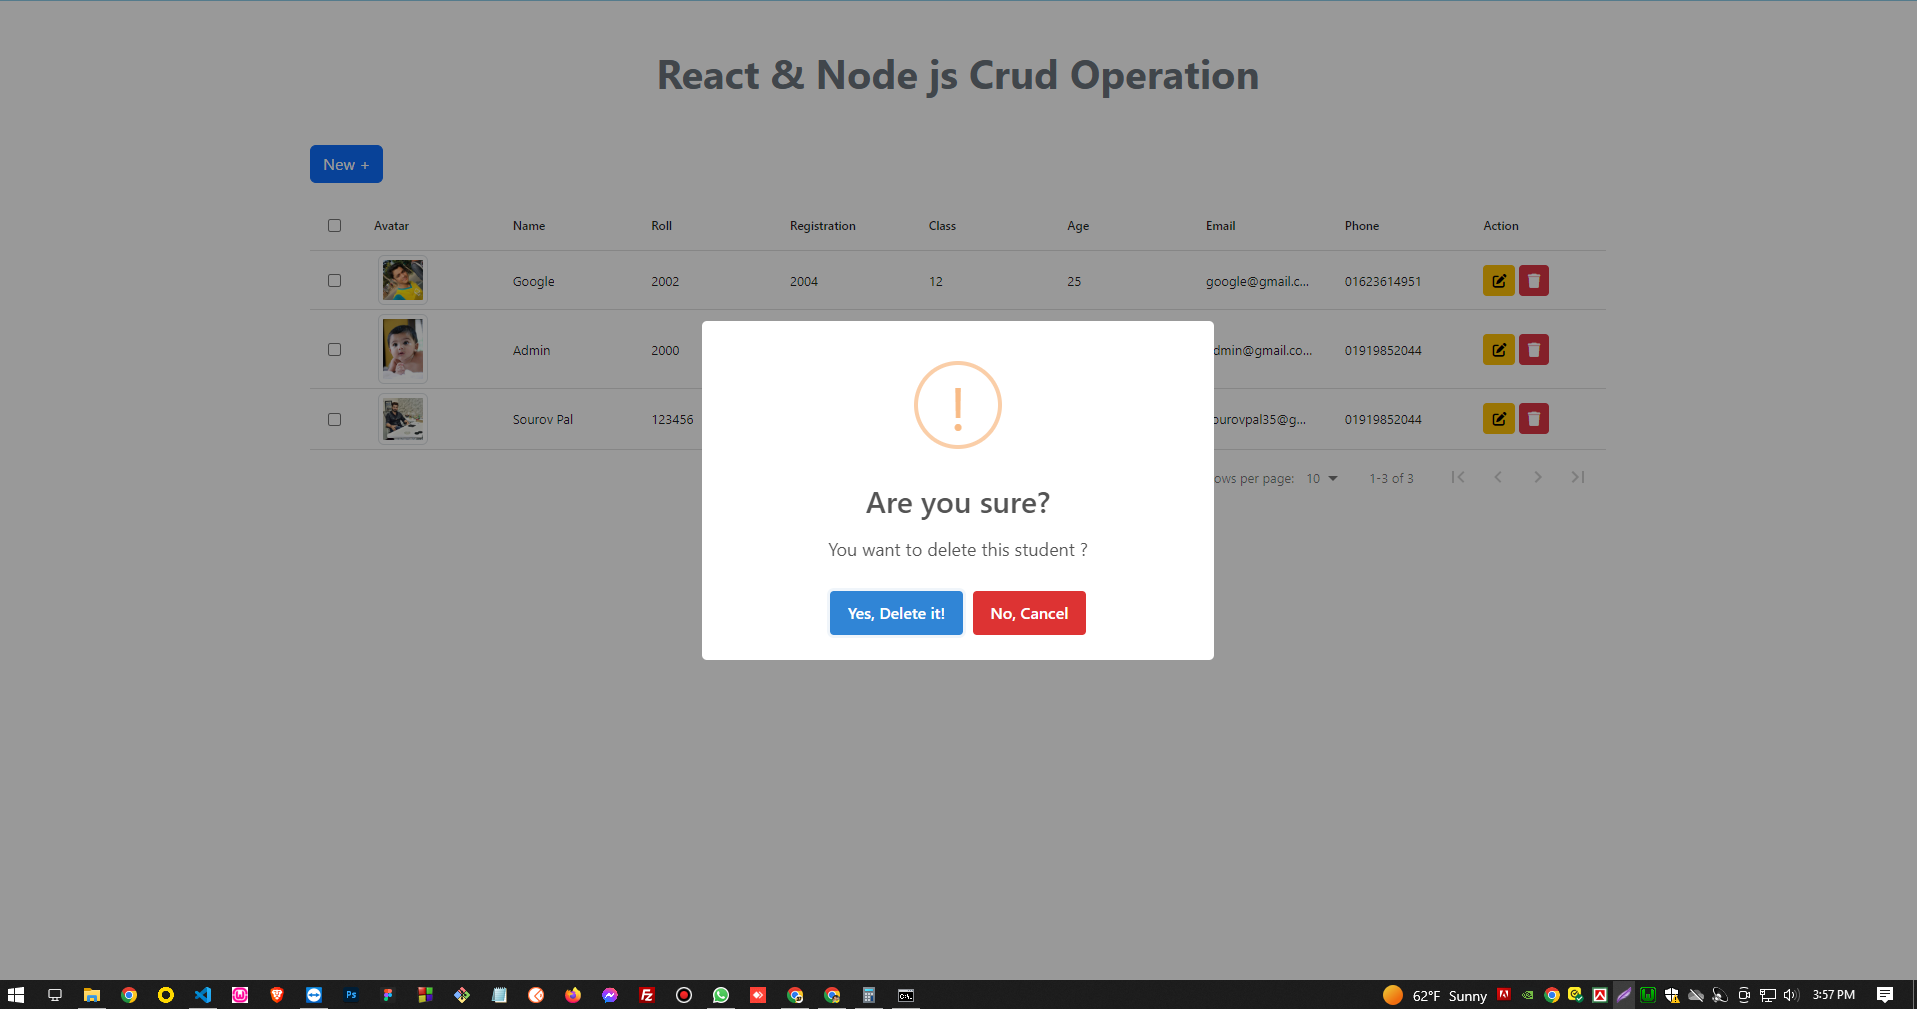 React & Node js Crud Operation
New +
Avatar Name Roll Registration Class Age Email Phone Action
Google 2002 2004 12 25 google@gmail.c... 01623614951
Admin 2000 dmin@gmail.co... 01919852044
Sourov Pal 123456 ourovpal35@g... 01919852044
ows per page: 10 1-3 of 3
!
Are you sure?
You want to delete this student ?
Yes, Delete it! No, Cancel
62°F Sunny 3:57 PM